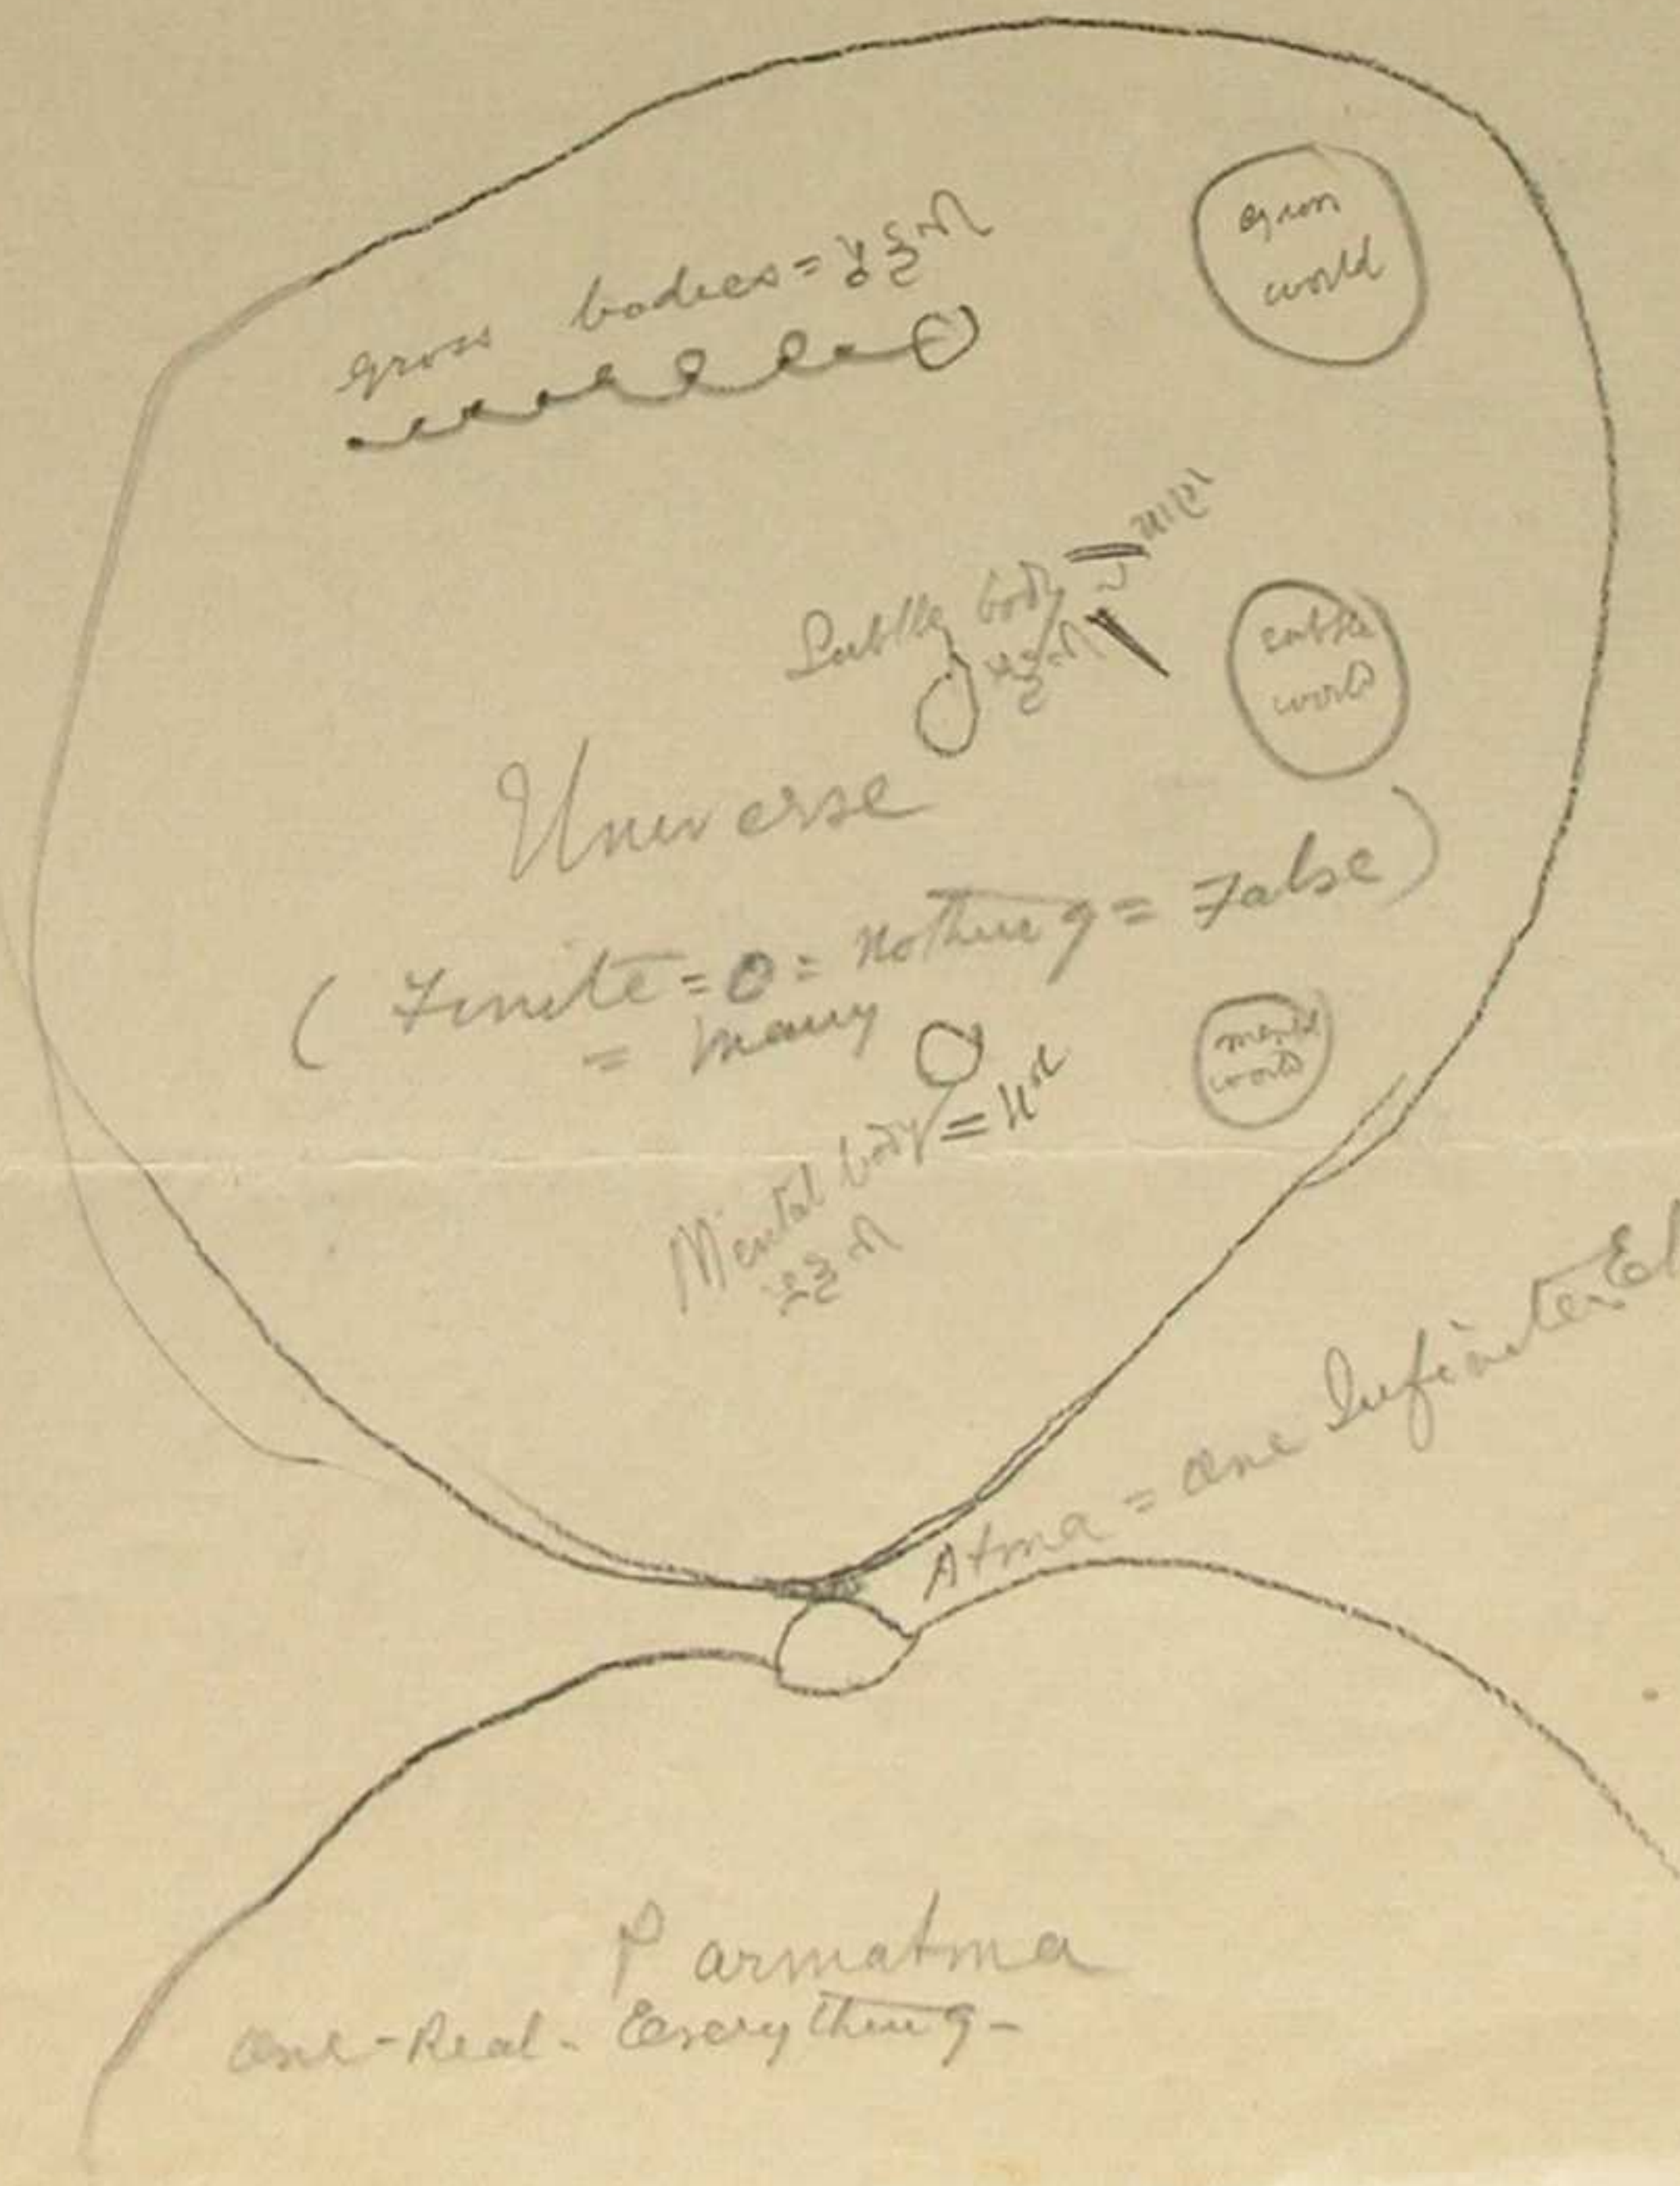 gross bodies =
gross
world
Subtle body =
subtle
world
Universe
( Finite = 0 = Nothing = False )
= many
mental
world
Mental body = મન
Atma = One Infinite
Parmatma
One-Real-Everything-